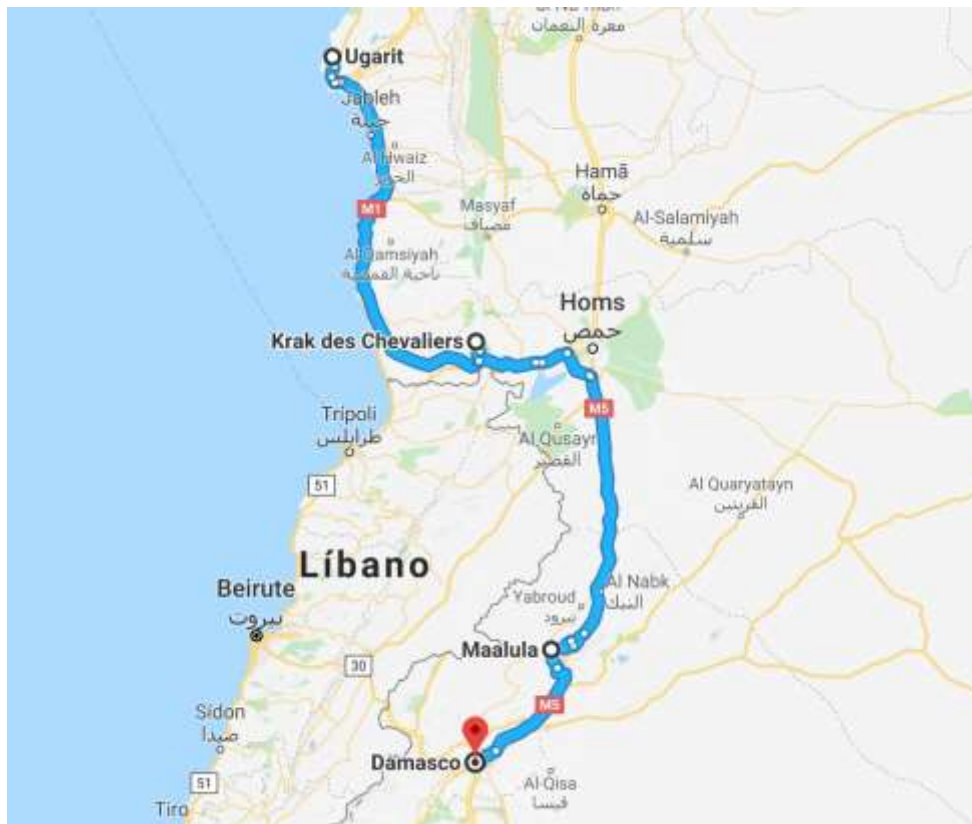 معرة النعمان
Ugarit
Jableh
جبلة
Al Hwaiz
Hamā
حماة
M1
Masyaf
مصياف
Al-Salamiyah
سلمية
Al Qamsiyah
ناحية القمصية
Homs
حمص
Krak des Chevaliers
Tripoli
طرابلس
M5
Al Qusayr
القصير
51
Al Quaryatayn
القريتين
Líbano
Beirute
بيروت
Al Nabk
النبك
Yabroud
يبرود
Maalula
30
M5
Sidon
صيدا
Damasco
51
Al-Qisa
قيسا
Tiro